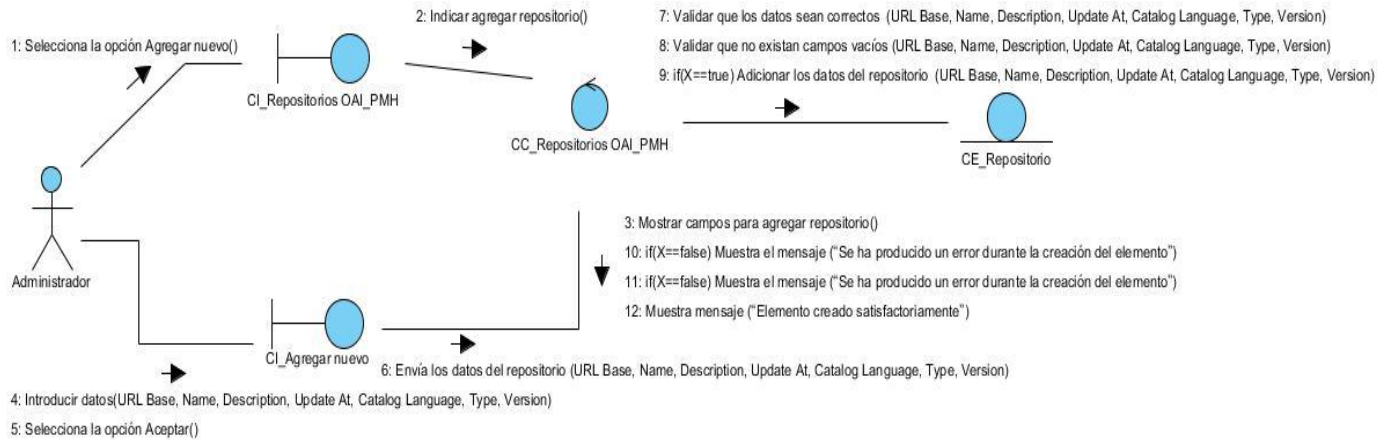 2: Indicar agregar repositorio()
7: Validar que los datos sean correctos (URL Base, Name, Description, Update At, Catalog Language, Type, Version)
1: Selecciona la opción Agregar nuevo()
8: Validar que no existan campos vacíos (URL Base, Name, Description, Update At, Catalog Language, Type, Version)
9: if(X==true) Adicionar los datos del repositorio (URL Base, Name, Description, Update At, Catalog Language, Type, Version)
CI_Repositorios OAI_PMH
CC_Repositorios OAI_PMH
CE_Repositorio
Administrador
3: Mostrar campos para agregar repositorio()
10: if(X==false) Muestra el mensaje (“Se ha producido un error durante la creación del elemento”)
11: if(X==false) Muestra el mensaje (“Se ha producido un error durante la creación del elemento”)
12: Muestra mensaje (“Elemento creado satisfactoriamente”)
CI_Agregar nuevo
6: Envía los datos del repositorio (URL Base, Name, Description, Update At, Catalog Language, Type, Version)
4: Introducir datos(URL Base, Name, Description, Update At, Catalog Language, Type, Version)
5: Selecciona la opción Aceptar()